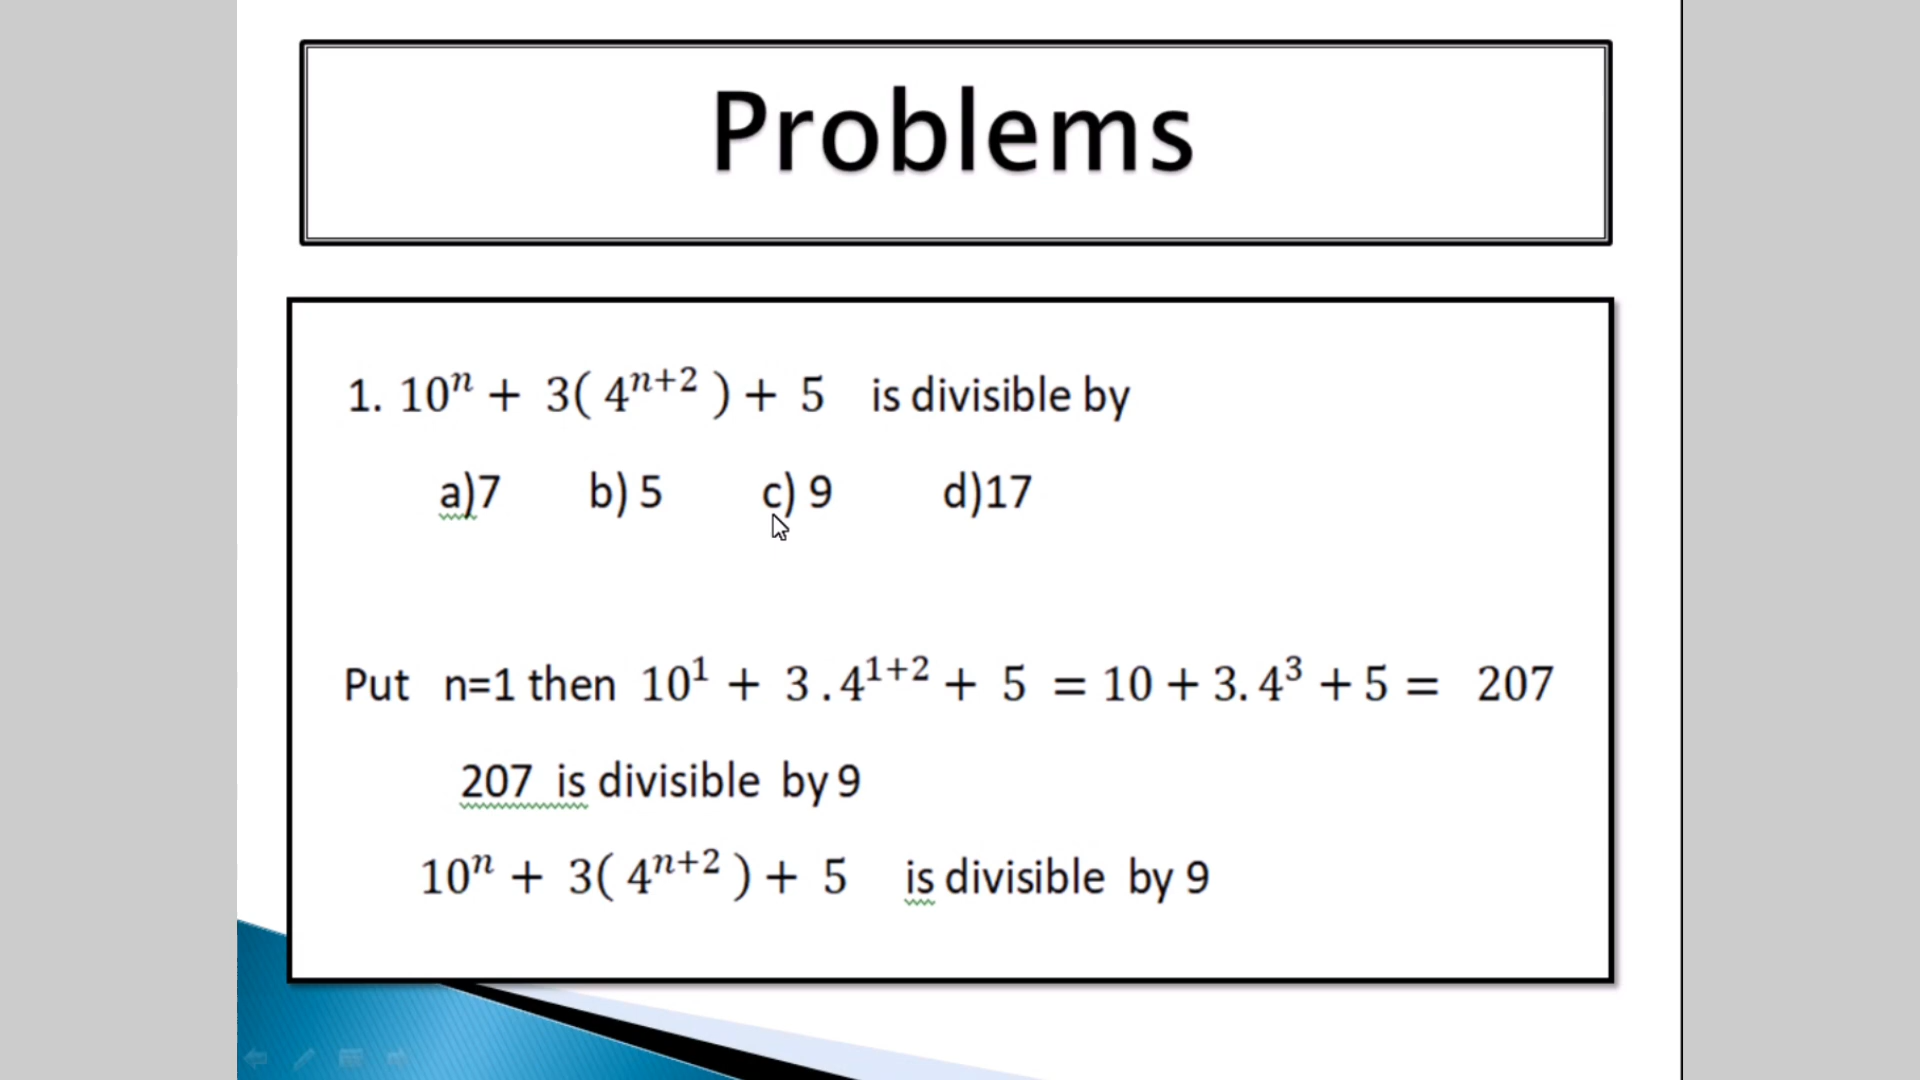 Problems
1. 10ⁿ + 3( 4ⁿ⁺² ) + 5 is divisible by
a)7 b) 5 c) 9 d)17
Put n=1 then 10¹ + 3 . 4¹⁺² + 5 = 10 + 3. 4³ + 5 = 207
207 is divisible by 9
10ⁿ + 3( 4ⁿ⁺² ) + 5 is divisible by 9